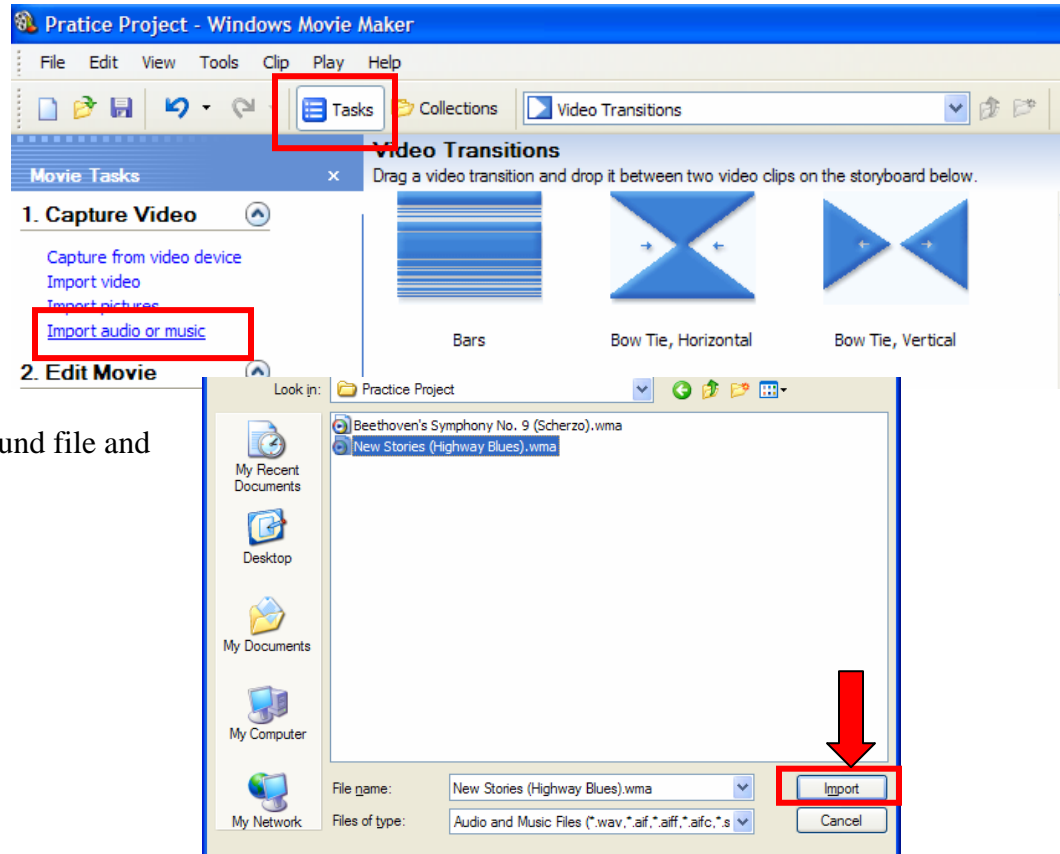 Pratice Project - Windows Movie Maker
File Edit View Tools Clip Play Help
Tasks Collections Video Transitions
Movie Tasks x
Video Transitions
Drag a video transition and drop it between two video clips on the storyboard below.
1. Capture Video
Capture from video device
Import video
Import pictures
Import audio or music
Bars Bow Tie, Horizontal Bow Tie, Vertical
2. Edit Movie
und file and
Look in: Practice Project
Beethoven's Symphony No. 9 (Scherzo).wma
New Stories (Highway Blues).wma
My Recent
Documents
Desktop
My Documents
My Computer
My Network
File name: New Stories (Highway Blues).wma Import
Files of type: Audio and Music Files (*.wav,*.aif,*.aiff,*.aifc,*.s Cancel